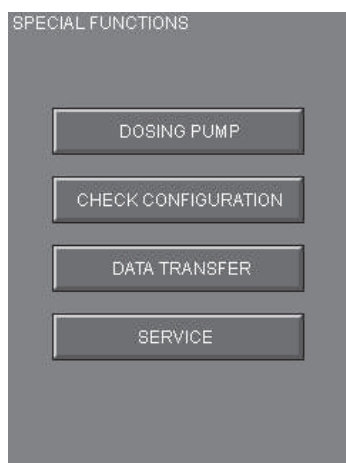 SPECIAL FUNCTIONS
DOSING PUMP
CHECK CONFIGURATION
DATA TRANSFER
SERVICE